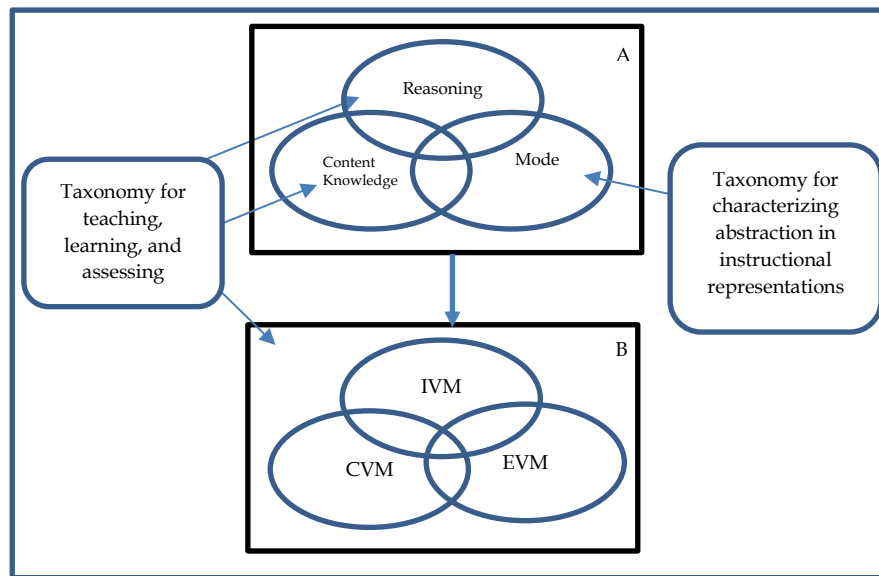 A
Reasoning
Content
Knowledge
Mode
Taxonomy for
teaching,
learning, and
assessing
Taxonomy for
characterizing
abstraction in
instructional
representations
B
IVM
CVM
EVM